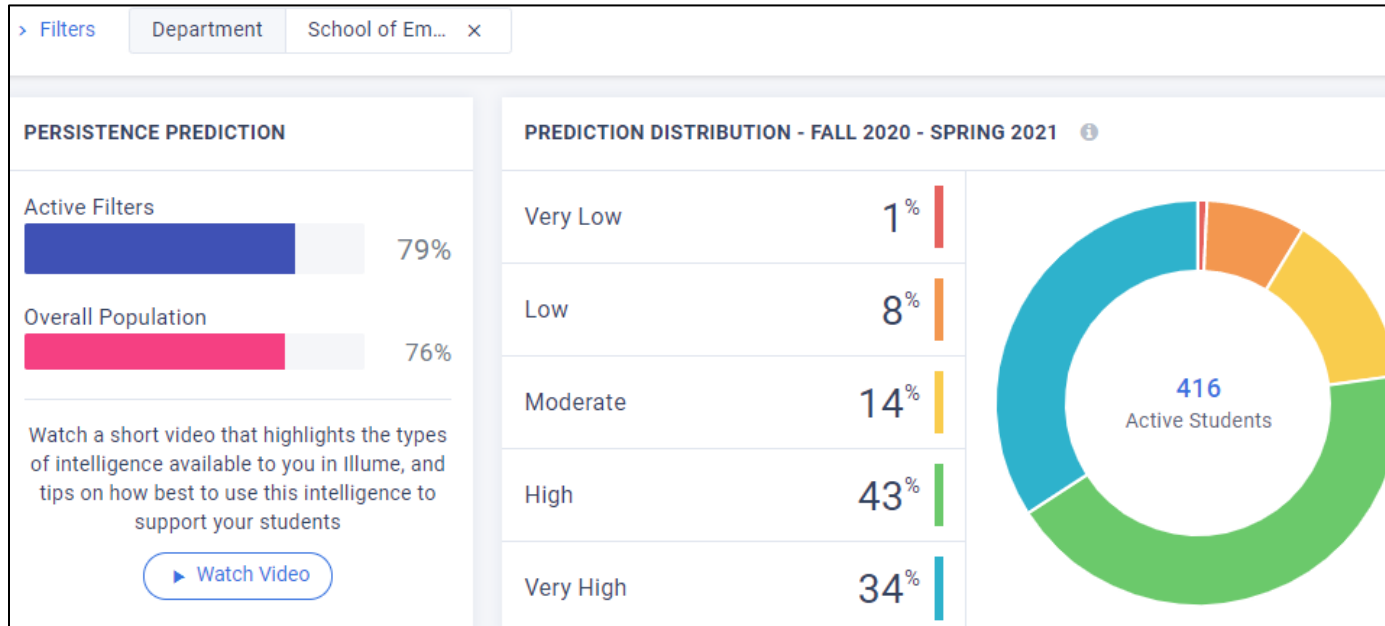 > Filters Department School of Em... ×
PERSISTENCE PREDICTION
Active Filters
79%
Overall Population
76%
Watch a short video that highlights the types
of intelligence available to you in Illume, and
tips on how best to use this intelligence to
support your students
Watch Video
PREDICTION DISTRIBUTION - FALL 2020 - SPRING 2021
Very Low 1%
Low 8%
Moderate 14%
High 43%
Very High 34%
416
Active Students